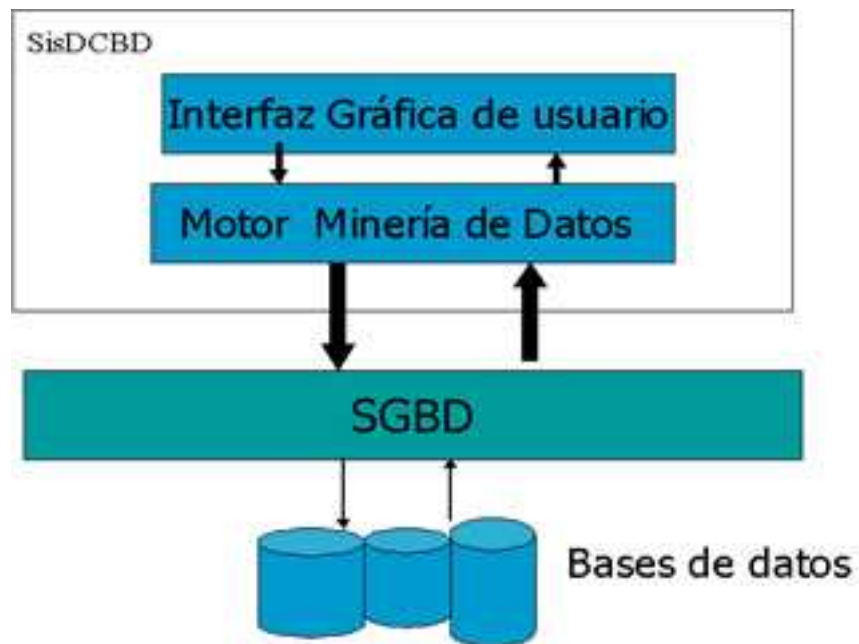 SisDCBD
Interfaz Gráfica de usuario
Motor Minería de Datos
SGBD
Bases de datos